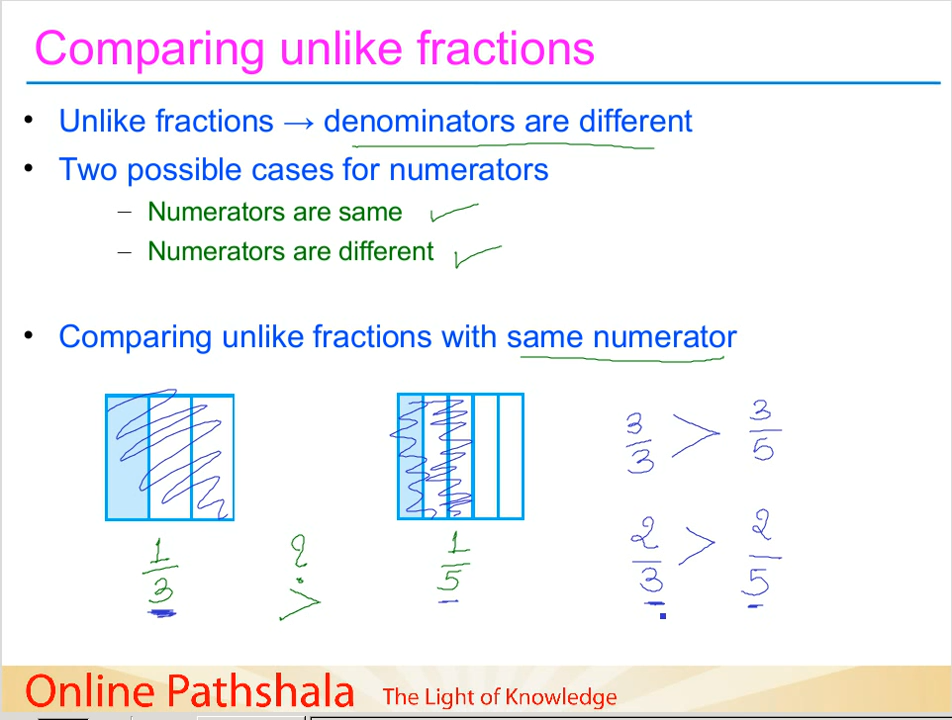 Comparing unlike fractions
• Unlike fractions → denominators are different
• Two possible cases for numerators
– Numerators are same ✓
– Numerators are different ✓
• Comparing unlike fractions with same numerator
3/3 > 3/5
2/3 > 2/5
1/3 ? > 1/5
Online Pathshala The Light of Knowledge